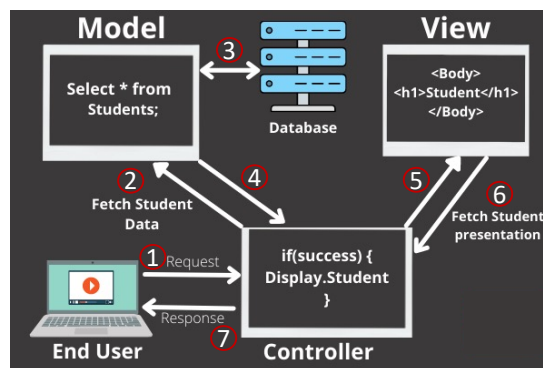 Model
View
Select * from
Students;
3
Database
<Body>
<h1>Student</h1>
</Body>
2
Fetch Student
Data
4
5
6
Fetch Student
presentation
1
Request
Response
7
if(success) {
Display.Student
}
End User
Controller